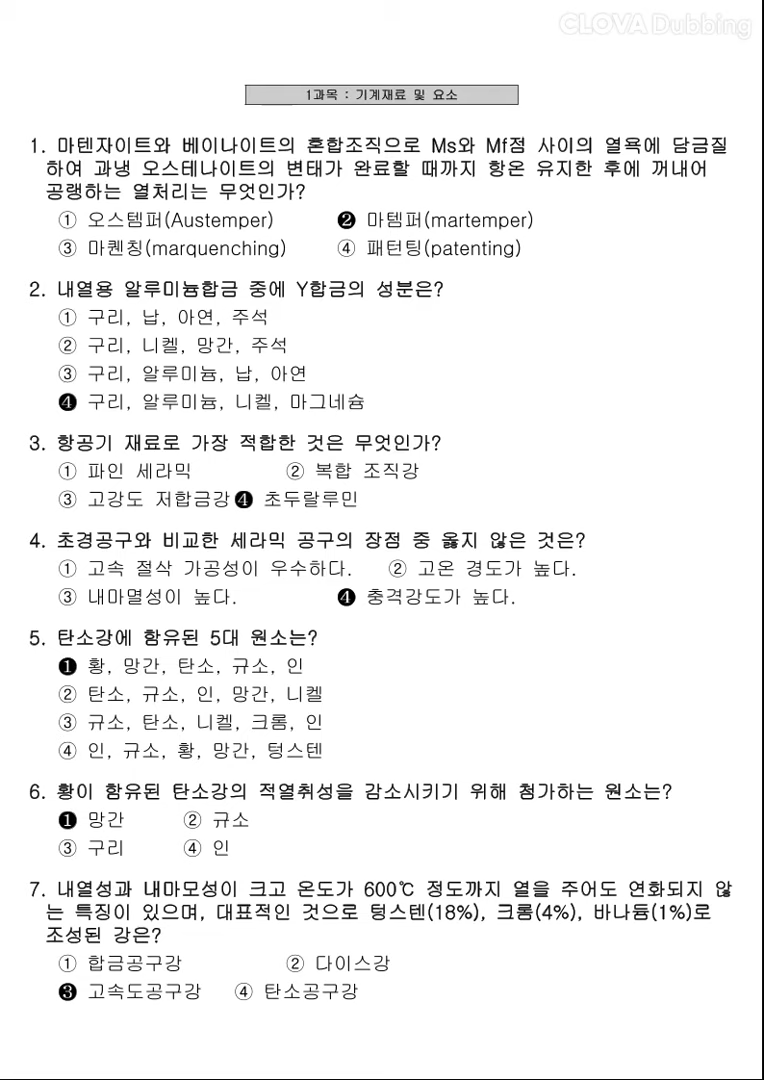 CLOVA Dubbing
1과목 : 기계재료 및 요소
1. 마텐자이트와 베이나이트의 혼합조직으로 Ms와 Mf점 사이의 열욕에 담금질
하여 과냉 오스테나이트의 변태가 완료할 때까지 항온 유지한 후에 꺼내어
공랭하는 열처리는 무엇인가?
① 오스템퍼(Austemper) ❷ 마템퍼(martemper)
③ 마퀜칭(marquenching) ④ 패턴팅(patenting)
2. 내열용 알루미늄합금 중에 Y합금의 성분은?
① 구리, 납, 아연, 주석
② 구리, 니켈, 망간, 주석
③ 구리, 알루미늄, 납, 아연
❹ 구리, 알루미늄, 니켈, 마그네슘
3. 항공기 재료로 가장 적합한 것은 무엇인가?
① 파인 세라믹 ② 복합 조직강
③ 고강도 저합금강 ❹ 초두랄루민
4. 초경공구와 비교한 세라믹 공구의 장점 중 옳지 않은 것은?
① 고속 절삭 가공성이 우수하다. ② 고온 경도가 높다.
③ 내마멸성이 높다. ❹ 충격강도가 높다.
5. 탄소강에 함유된 5대 원소는?
❶ 황, 망간, 탄소, 규소, 인
② 탄소, 규소, 인, 망간, 니켈
③ 규소, 탄소, 니켈, 크롬, 인
④ 인, 규소, 황, 망간, 텅스텐
6. 황이 함유된 탄소강의 적열취성을 감소시키기 위해 첨가하는 원소는?
❶ 망간 ② 규소
③ 구리 ④ 인
7. 내열성과 내마모성이 크고 온도가 600℃ 정도까지 열을 주어도 연화되지 않
는 특징이 있으며, 대표적인 것으로 텅스텐(18%), 크롬(4%), 바나듐(1%)로
조성된 강은?
① 합금공구강 ② 다이스강
❸ 고속도공구강 ④ 탄소공구강